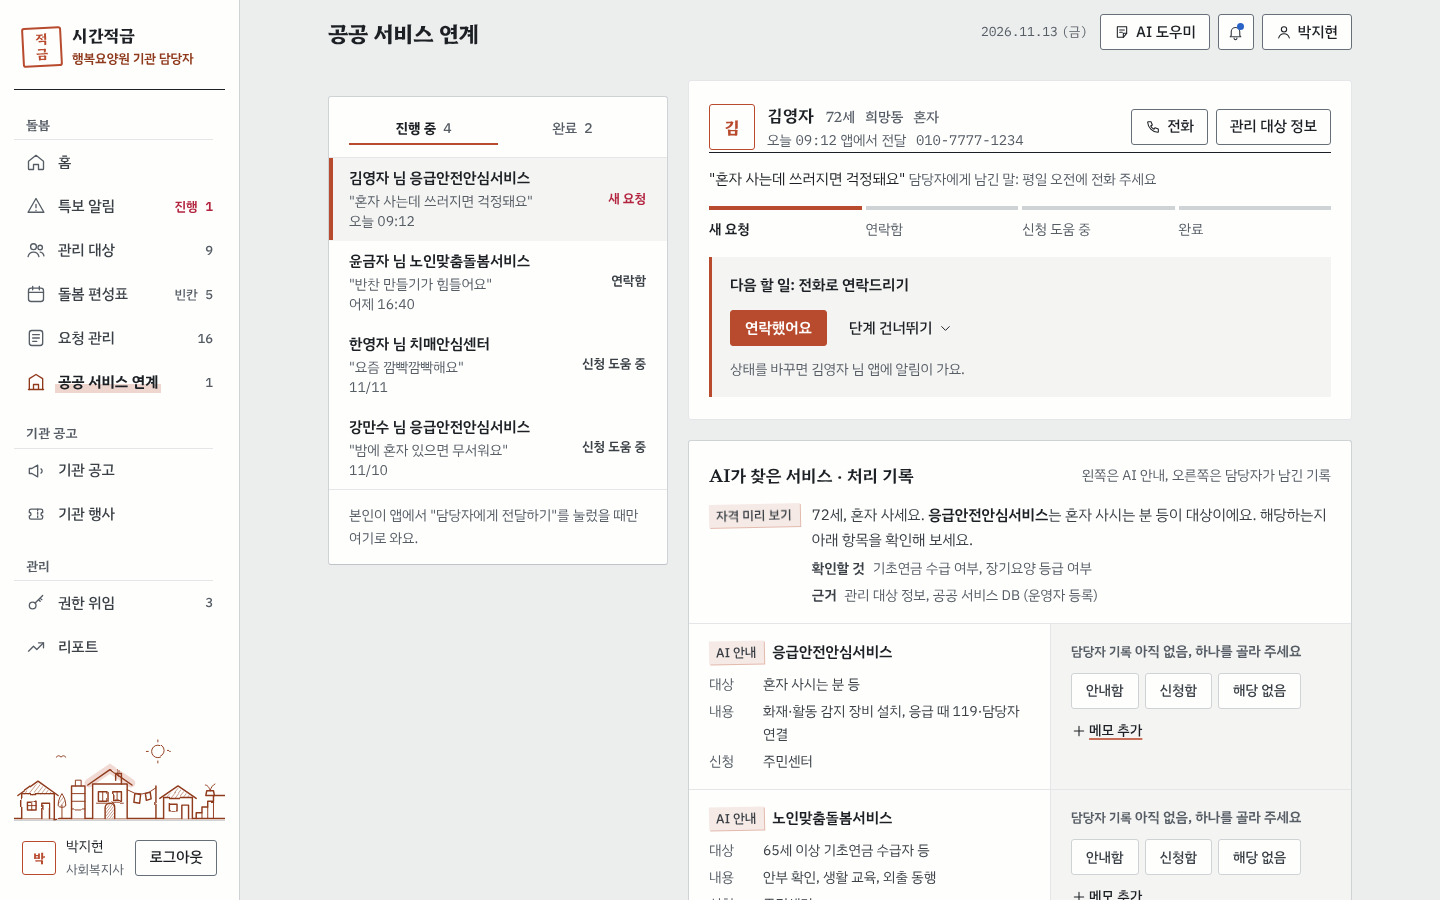 적금
시간적금
행복요양원 기관 담당자
돌봄
홈
특보 알림 진행 1
관리 대상 9
돌봄 편성표 빈칸 5
요청 관리 16
공공 서비스 연계 1
기관 공고
기관 공고
기관 행사
관리
권한 위임 3
리포트
박
박지현
사회복지사
로그아웃
공공 서비스 연계
2026.11.13 (금)
AI 도우미
박지현
진행 중 4
완료 2
김영자 님 응급안전안심서비스
"혼자 사는데 쓰러지면 걱정돼요"
오늘 09:12
새 요청
윤금자 님 노인맞춤돌봄서비스
"반찬 만들기가 힘들어요"
어제 16:40
연락함
한영자 님 치매안심센터
"요즘 깜빡깜빡해요"
11/11
신청 도움 중
강만수 님 응급안전안심서비스
"밤에 혼자 있으면 무서워요"
11/10
신청 도움 중
본인이 앱에서 "담당자에게 전달하기"를 눌렀을 때만
여기로 와요.
김
김영자 72세 희망동 혼자
오늘 09:12 앱에서 전달 010-7777-1234
전화
관리 대상 정보
"혼자 사는데 쓰러지면 걱정돼요" 담당자에게 남긴 말: 평일 오전에 전화 주세요
새 요청
연락함
신청 도움 중
완료
다음 할 일: 전화로 연락드리기
연락했어요
단계 건너뛰기
상태를 바꾸면 김영자 님 앱에 알림이 가요.
AI가 찾은 서비스 · 처리 기록
왼쪽은 AI 안내, 오른쪽은 담당자가 남긴 기록
자격 미리 보기
72세, 혼자 사세요. 응급안전안심서비스는 혼자 사시는 분 등이 대상이에요. 해당하는지
아래 항목을 확인해 보세요.
확인할 것 기초연금 수급 여부, 장기요양 등급 여부
근거 관리 대상 정보, 공공 서비스 DB (운영자 등록)
AI 안내 응급안전안심서비스
대상 혼자 사시는 분 등
내용 화재·활동 감지 장비 설치, 응급 때 119·담당자
연결
신청 주민센터
담당자 기록 아직 없음, 하나를 골라 주세요
안내함
신청함
해당 없음
메모 추가
AI 안내 노인맞춤돌봄서비스
대상 65세 이상 기초연금 수급자 등
내용 안부 확인, 생활 교육, 외출 동행
담당자 기록 아직 없음, 하나를 골라 주세요
안내함
신청함
해당 없음
메모 추가